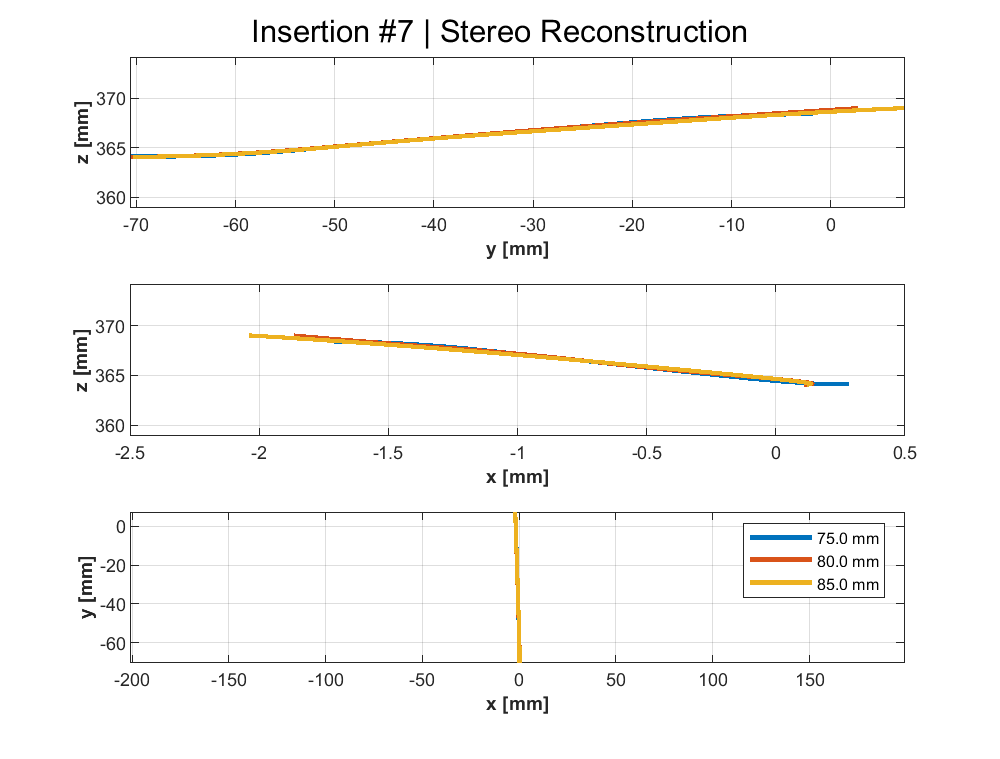 Insertion #7 | Stereo Reconstruction
370
365
360
z [mm]
-70 -60 -50 -40 -30 -20 -10 0
y [mm]
370
365
360
z [mm]
-2.5 -2 -1.5 -1 -0.5 0 0.5
x [mm]
0
-20
-40
-60
y [mm]
75.0 mm
80.0 mm
85.0 mm
-200 -150 -100 -50 0 50 100 150
x [mm]